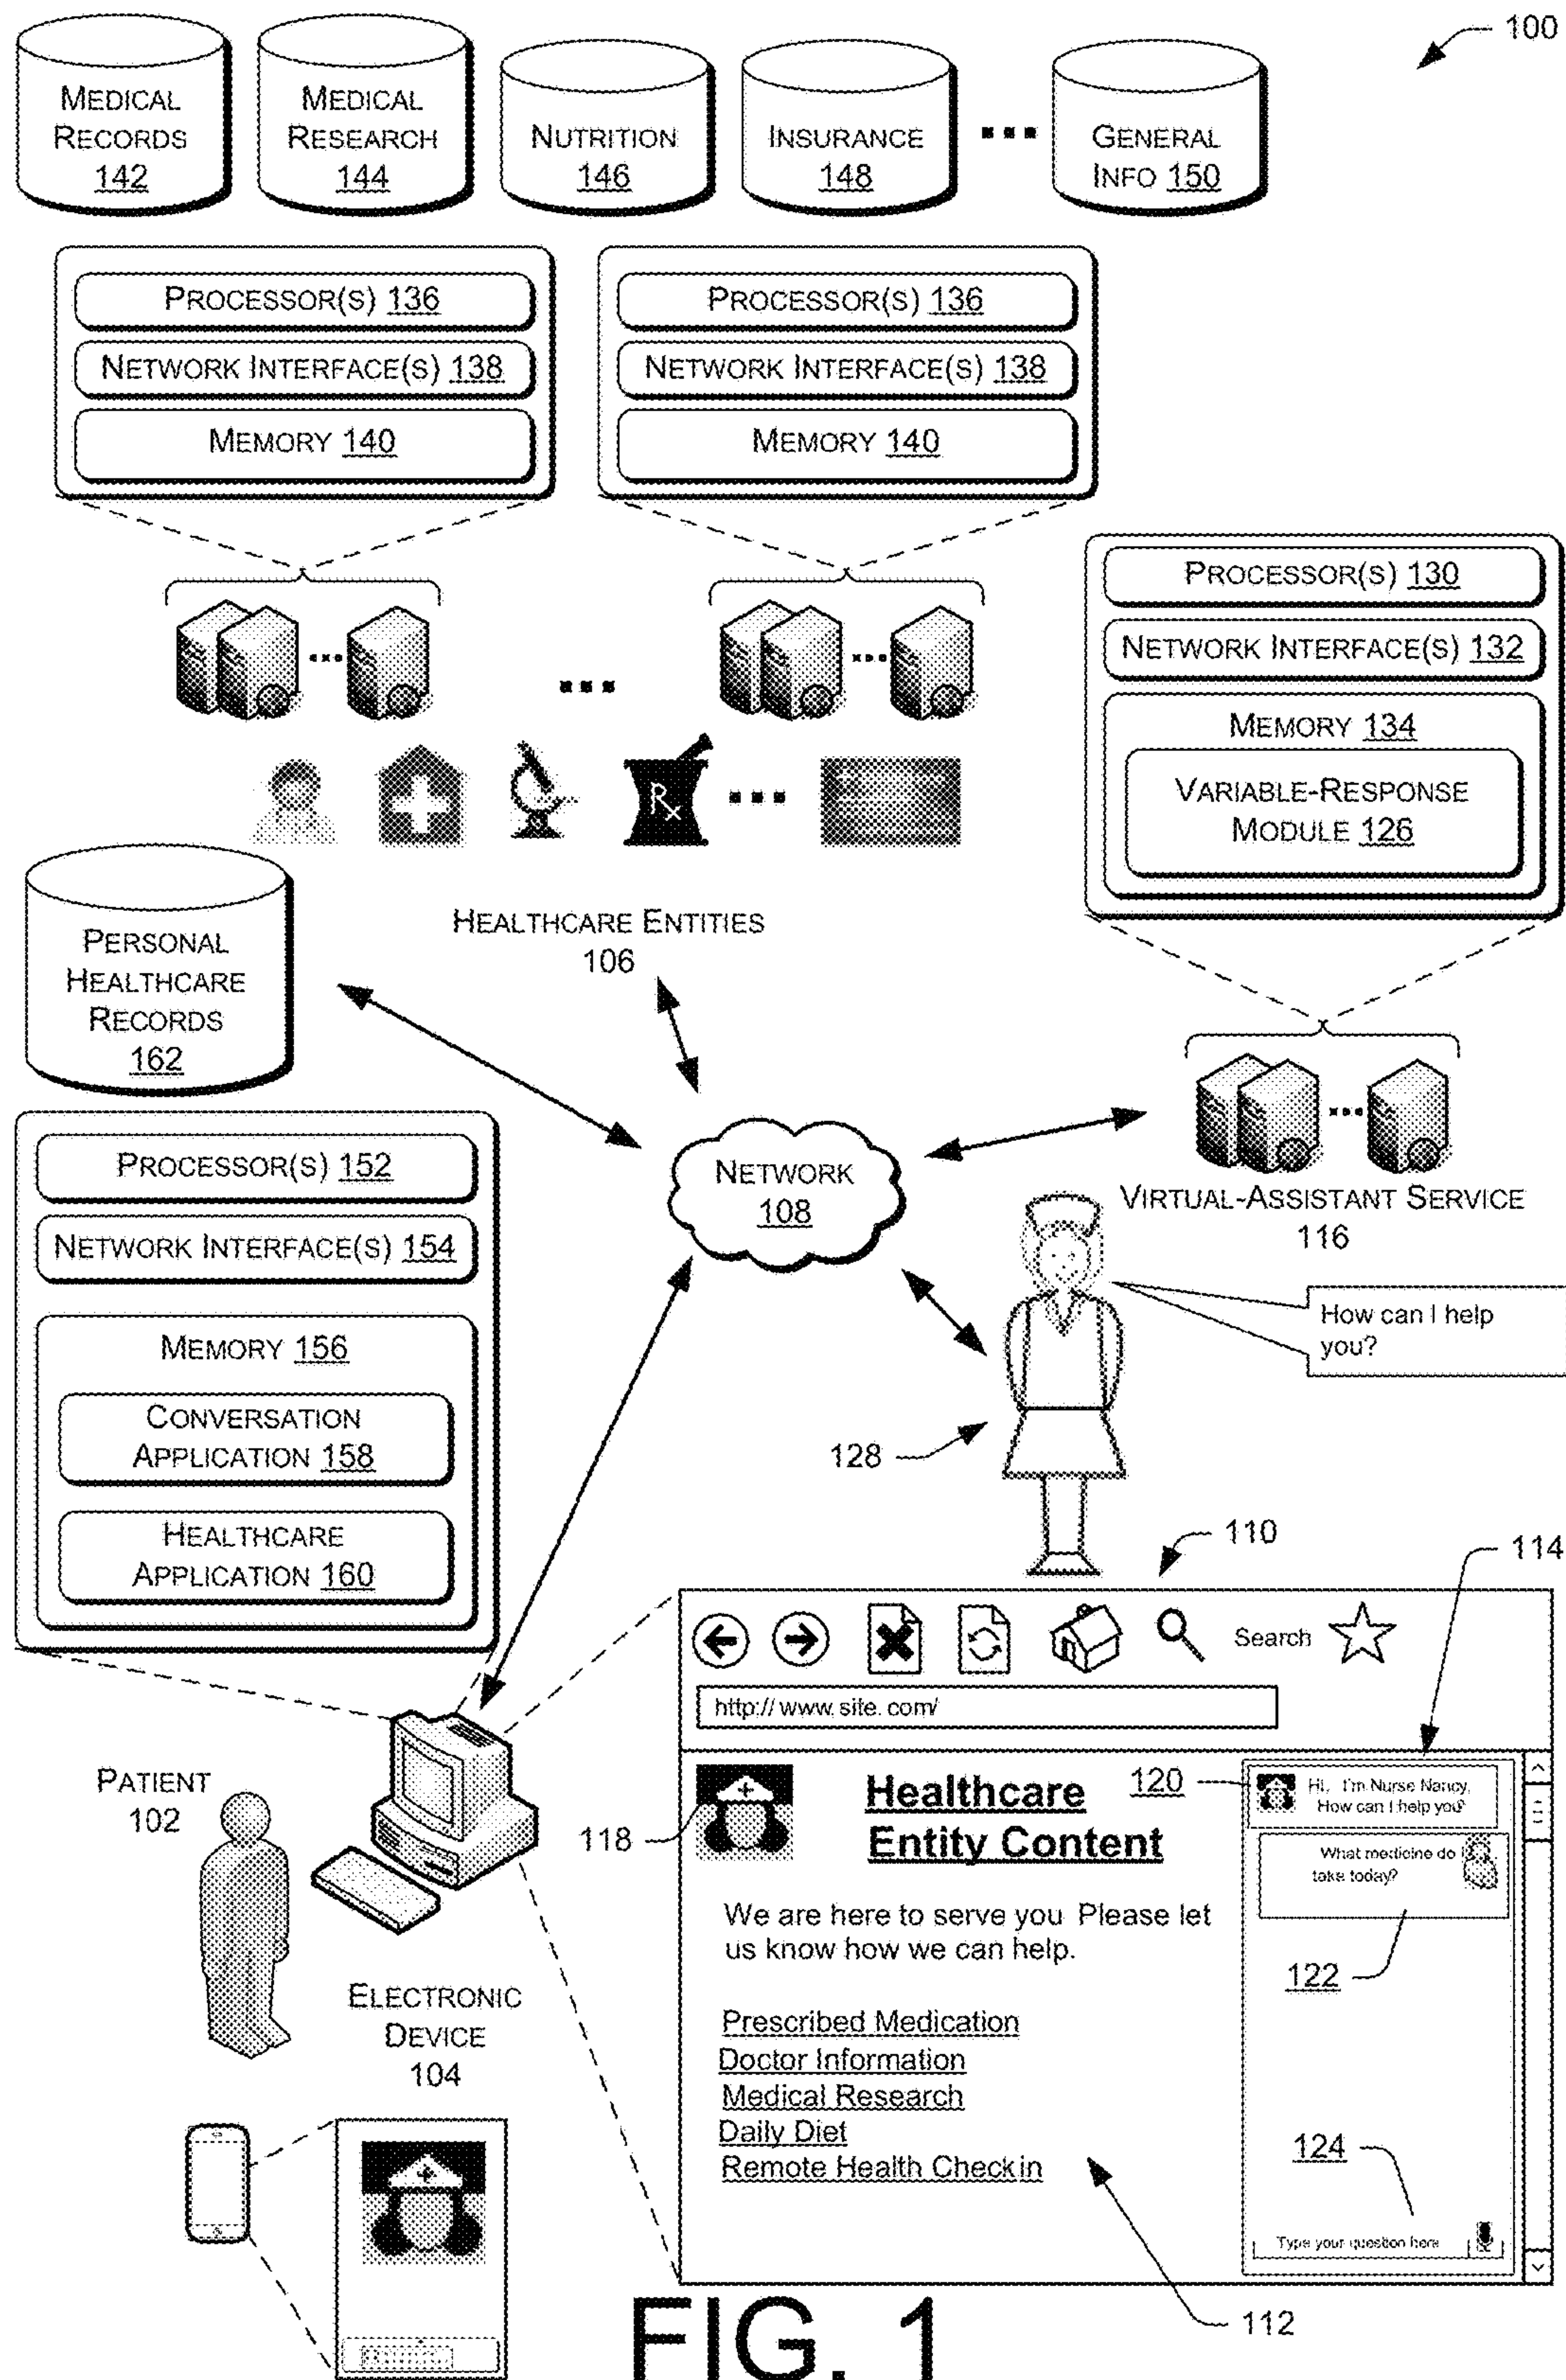 100
MEDICAL
RECORDS
142
MEDICAL
RESEARCH
144
NUTRITION
146
INSURANCE
148
GENERAL
INFO 150
PROCESSOR(S) 136
NETWORK INTERFACE(S) 138
MEMORY 140
PROCESSOR(S) 136
NETWORK INTERFACE(S) 138
MEMORY 140
PROCESSOR(S) 130
NETWORK INTERFACE(S) 132
MEMORY 134
VARIABLE-RESPONSE
MODULE 126
Rx
HEALTHCARE ENTITIES
106
PERSONAL
HEALTHCARE
RECORDS
162
NETWORK
108
VIRTUAL-ASSISTANT SERVICE
116
PROCESSOR(S) 152
NETWORK INTERFACE(S) 154
MEMORY 156
CONVERSATION
APPLICATION 158
HEALTHCARE
APPLICATION 160
How can I help
you?
128
110
114
Search
http://www.site.com/
PATIENT
102
ELECTRONIC
DEVICE
104
118
Healthcare
Entity Content
120
Hi, I'm Nurse Nancy.
How can I help you?
What medicine do I
take today?
122
We are here to serve you Please let
us know how we can help.
Prescribed Medication
Doctor Information
Medical Research
Daily Diet
Remote Health Checkin
124
Type your question here
112
FIG. 1